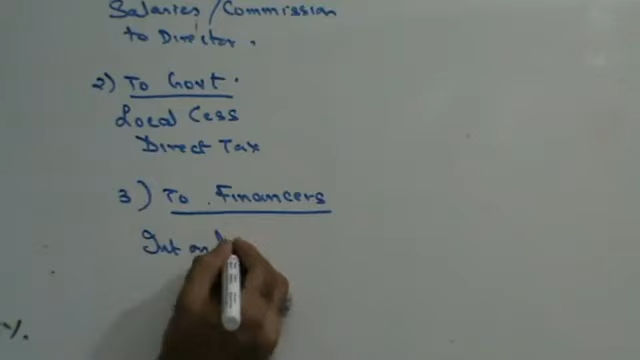 Salaries/Commission
to Director.
2) To Govt.
Local Cess
Direct Tax
3) To Financers
Int on
%.